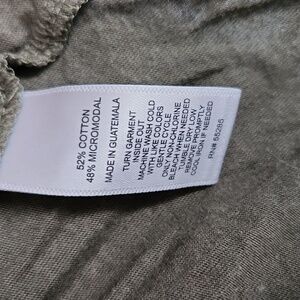 52% COTTON
48% MICROMODAL
MADE IN GUATEMALA
TURN GARMENT
INSIDE OUT
MACHINE WASH COLD
WITH LIKE COLORS
GENTLE CYCLE
ONLY NON-CHLORINE
BLEACH WHEN NEEDED
TUMBLE DRY LOW
REMOVE PROMPTLY
COOL IRON IF NEEDED
RN#